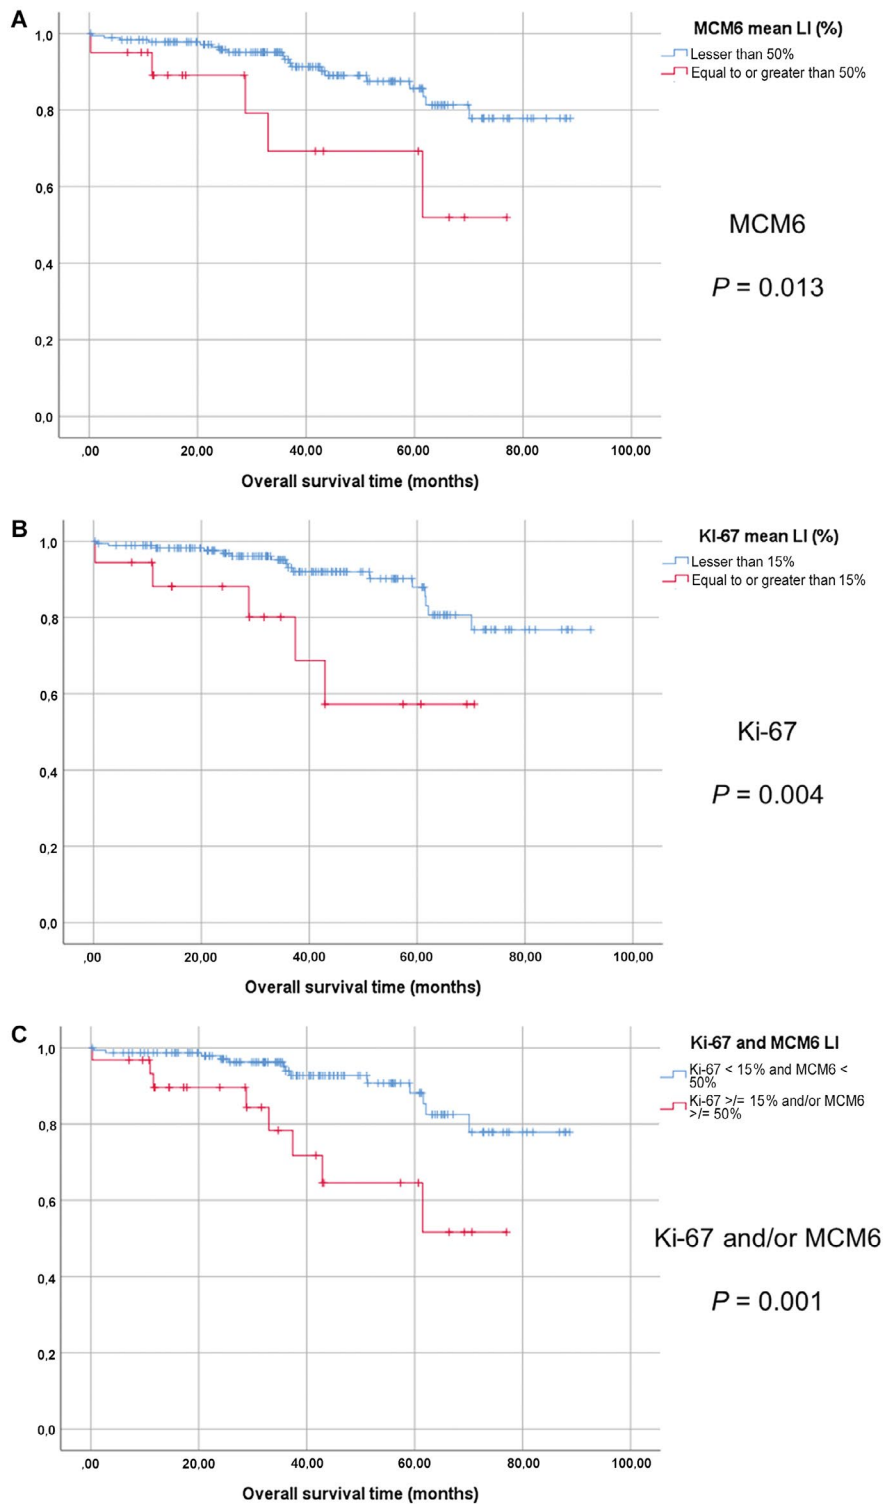 A
MCM6 mean LI (%)
Lesser than 50%
Equal to or greater than 50%
1,0
0,8
0,6
0,4
0,2
0,0
MCM6
P = 0.013
,00 20,00 40,00 60,00 80,00 100,00
Overall survival time (months)
B
KI-67 mean LI (%)
Lesser than 15%
Equal to or greater than 15%
1,0
0,8
0,6
0,4
0,2
0,0
Ki-67
P = 0.004
,00 20,00 40,00 60,00 80,00 100,00
Overall survival time (months)
C
Ki-67 and MCM6 LI
Ki-67 < 15% and MCM6 <
50%
Ki-67 >/= 15% and/or MCM6
>/= 50%
1,0
0,8
0,6
0,4
0,2
0,0
Ki-67 and/or MCM6
P = 0.001
,00 20,00 40,00 60,00 80,00 100,00
Overall survival time (months)